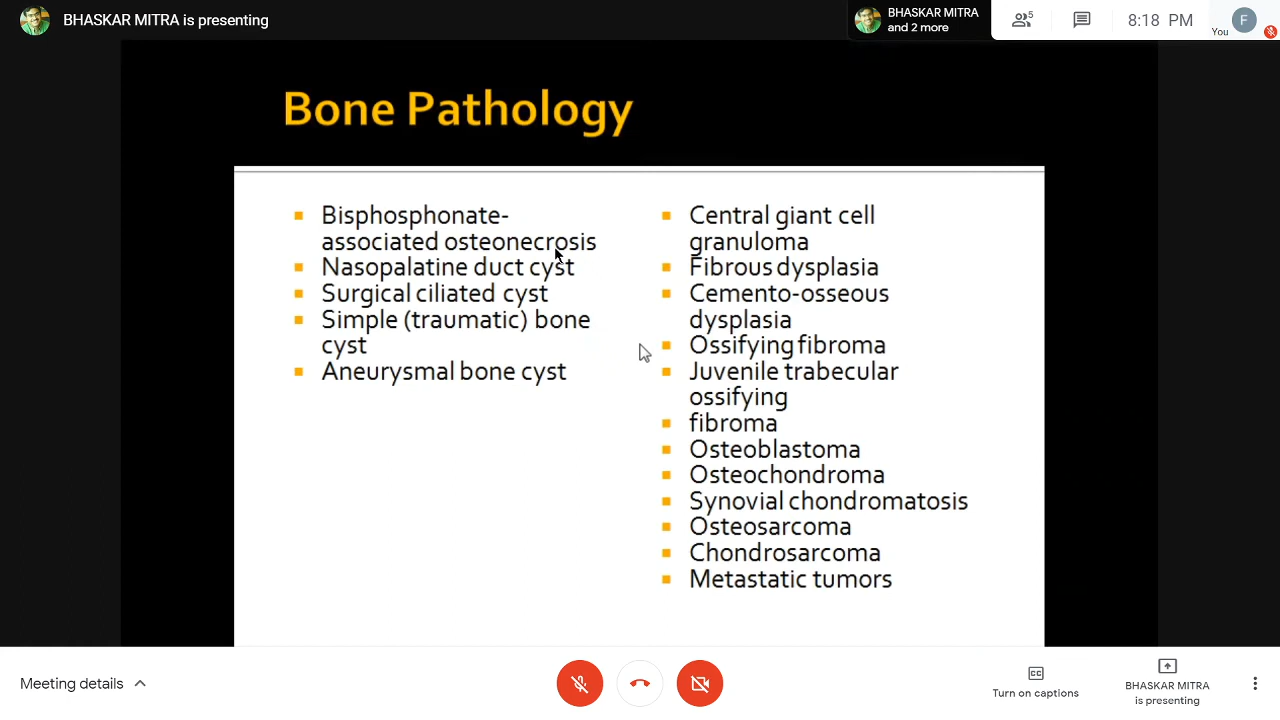 BHASKAR MITRA is presenting
BHASKAR MITRA
and 2 more
5
8:18 PM
You
F
Bone Pathology
Bisphosphonate-
associated osteonecrosis
Nasopalatine duct cyst
Surgical ciliated cyst
Simple (traumatic) bone
cyst
Aneurysmal bone cyst
Central giant cell
granuloma
Fibrous dysplasia
Cemento-osseous
dysplasia
Ossifying fibroma
Juvenile trabecular
ossifying
fibroma
Osteoblastoma
Osteochondroma
Synovial chondromatosis
Osteosarcoma
Chondrosarcoma
Metastatic tumors
Meeting details
CC
Turn on captions
BHASKAR MITRA
is presenting